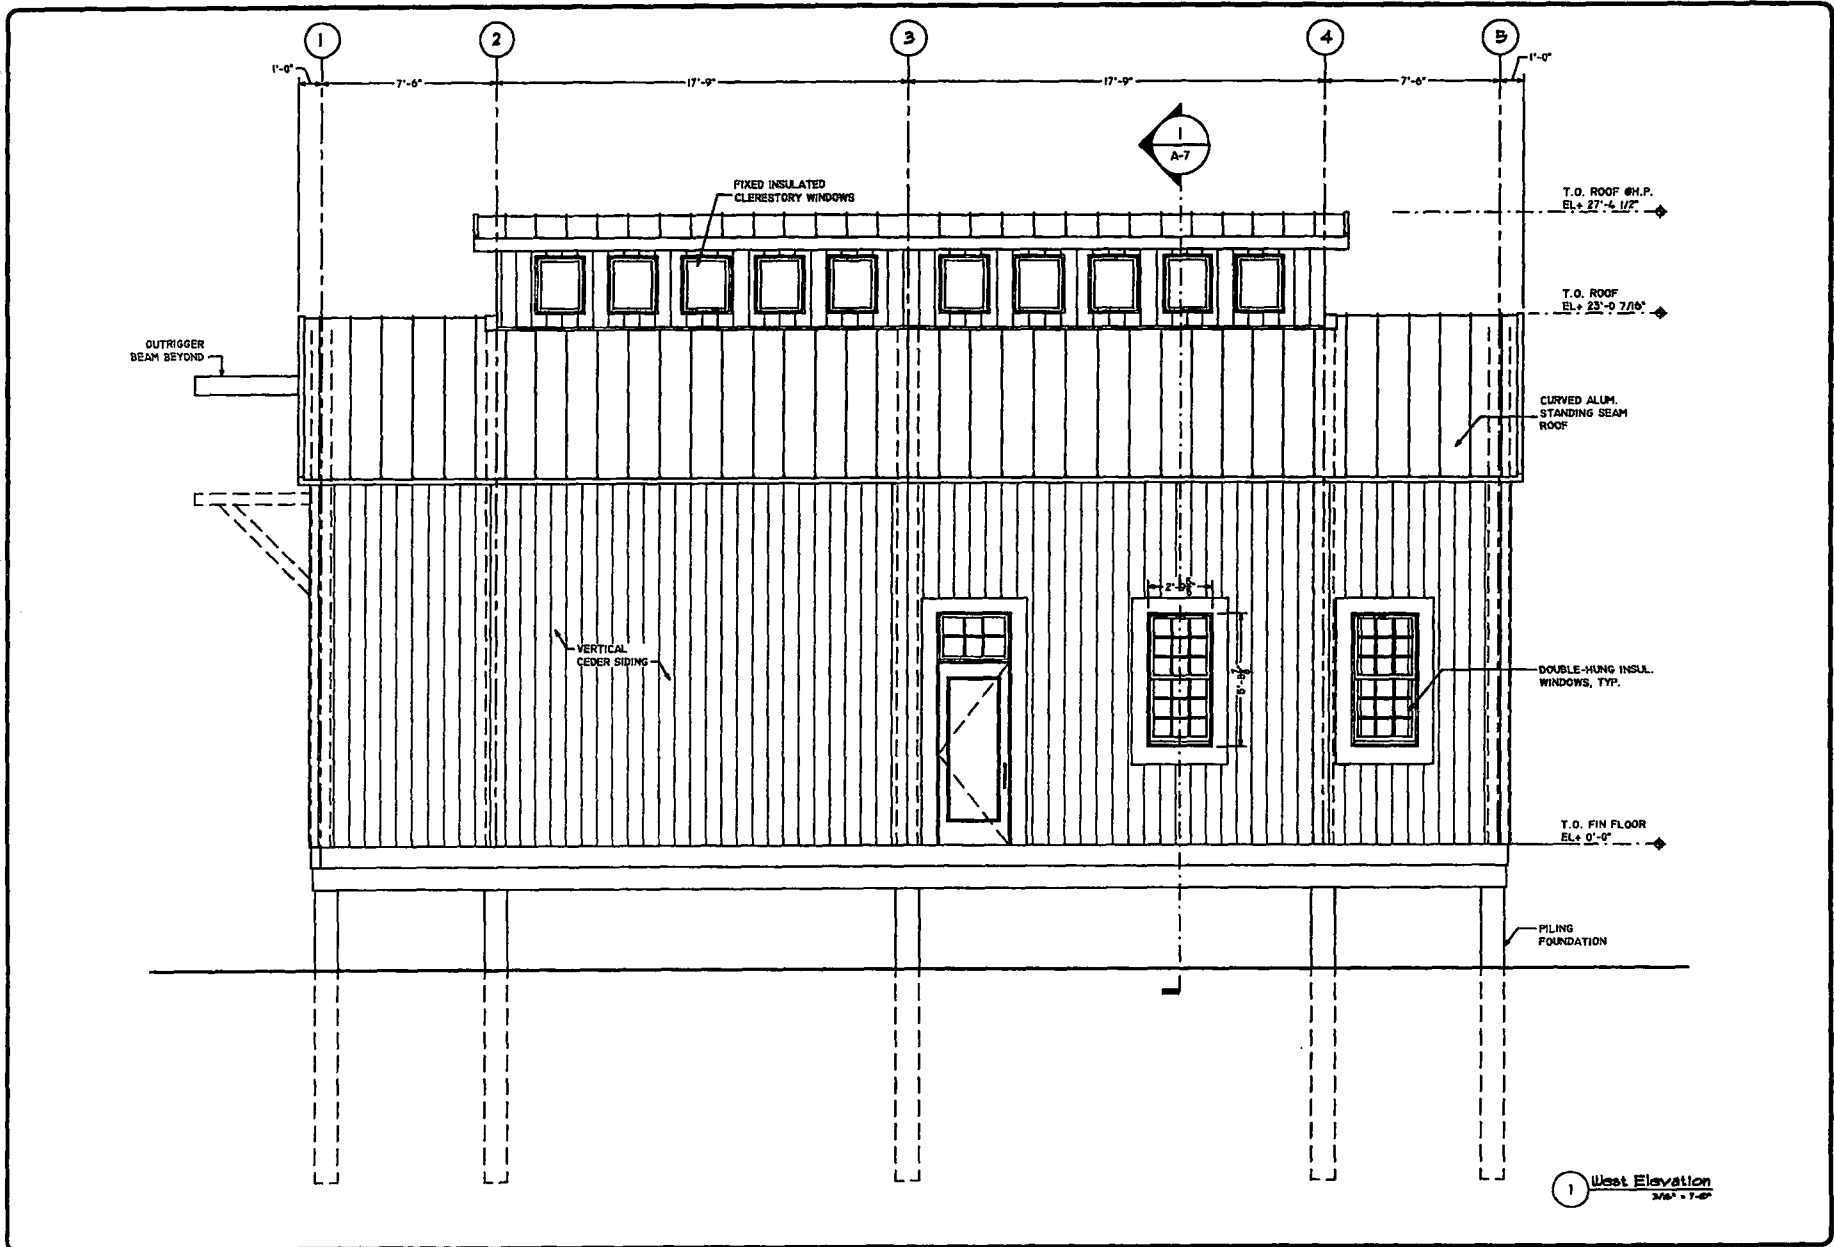 1
2
3
4
5
1'-0"
7'-6"
17'-9"
17'-9"
7'-6"
1'-0"
A-7
FIXED INSULATED
CLERESTORY WINDOWS
T.O. ROOF @H.P.
EL+ 27'-4 1/2"
T.O. ROOF
EL+ 23'-0 7/16"
OUTRIGGER
BEAM BEYOND
CURVED ALUM.
STANDING SEAM
ROOF
VERTICAL
CEDER SIDING
DOUBLE-HUNG INSUL.
WINDOWS, TYP.
T.O. FIN FLOOR
EL+ 0'-0"
PILING
FOUNDATION
1
West Elevation